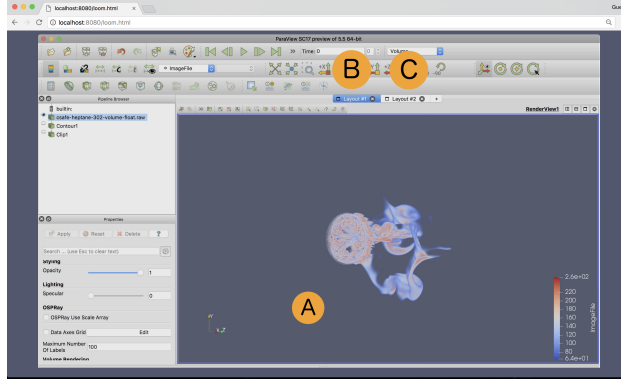 localhost:8080/loom.html
Gue
localhost:8080/loom.html
ParaView SC17 preview of 5.5 64-bit
Time: 0
0
Volume
B
C
ImageFile
Pipeline Browser
Layout #1
Layout #2
+
builtin:
csafe-heptane-302-volume-float.raw
Contour1
Clip1
RenderView1
Properties
Apply
Reset
Delete
?
Search ... (use Esc to clear text)
Styling
Opacity
1
Lighting
Specular
0
OSPRay
OSPRay Use Scale Array
Data Axes Grid
Edit
Maximum Number
Of Labels
100
Volume Rendering
A
2.6e+02
220
200
180
160
140
120
100
80
6.4e+01
ImageFile